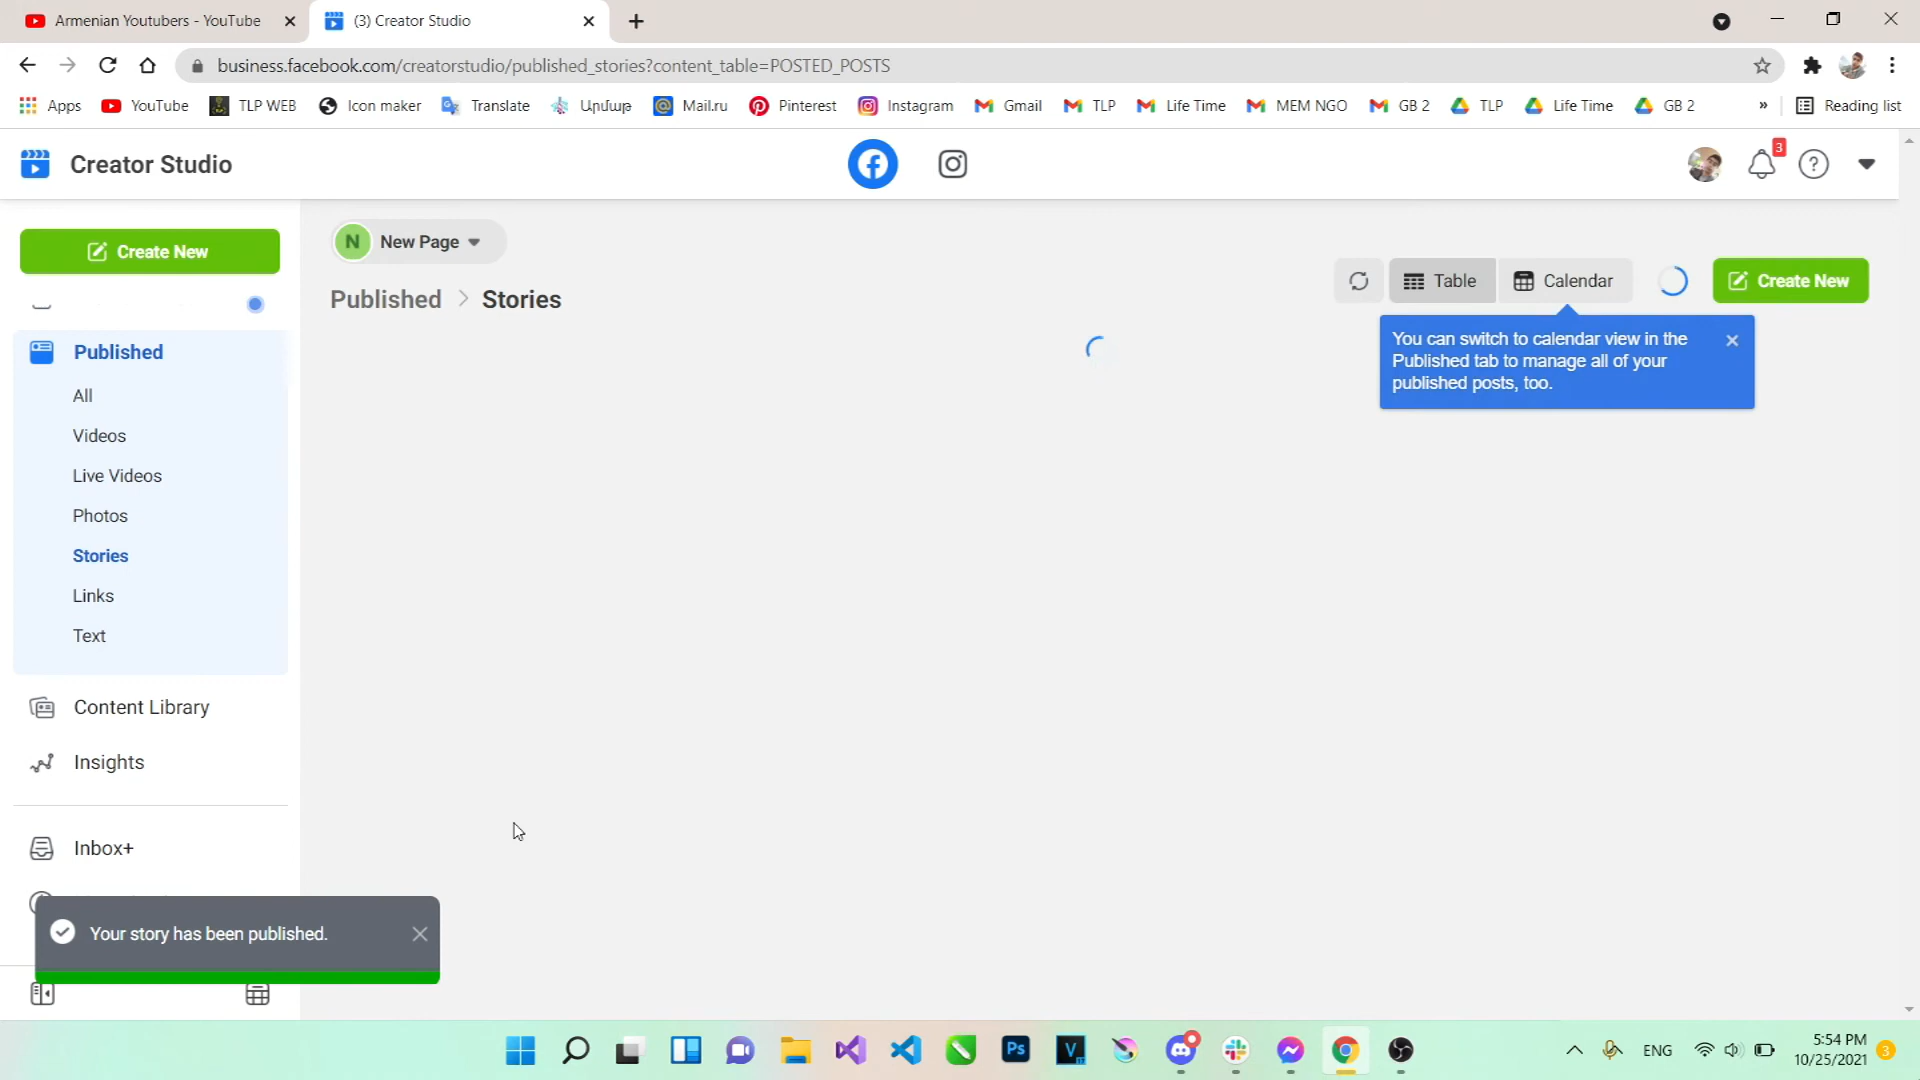 Armenian Youtubers - YouTube
(3) Creator Studio
business.facebook.com/creatorstudio/published_stories?content_table=POSTED_POSTS
Apps YouTube TLP WEB Icon maker Translate Արևայք Mail.ru Pinterest Instagram Gmail TLP Life Time MEM NGO GB 2 TLP Life Time GB 2 » Reading list
Creator Studio
3
Create New
N New Page
Table Calendar Create New
Published > Stories
You can switch to calendar view in the
Published tab to manage all of your
published posts, too.
Published
All
Videos
Live Videos
Photos
Stories
Links
Text
Content Library
Insights
Inbox+
Your story has been published.
Ps V
ENG
5:54 PM
10/25/2021
3